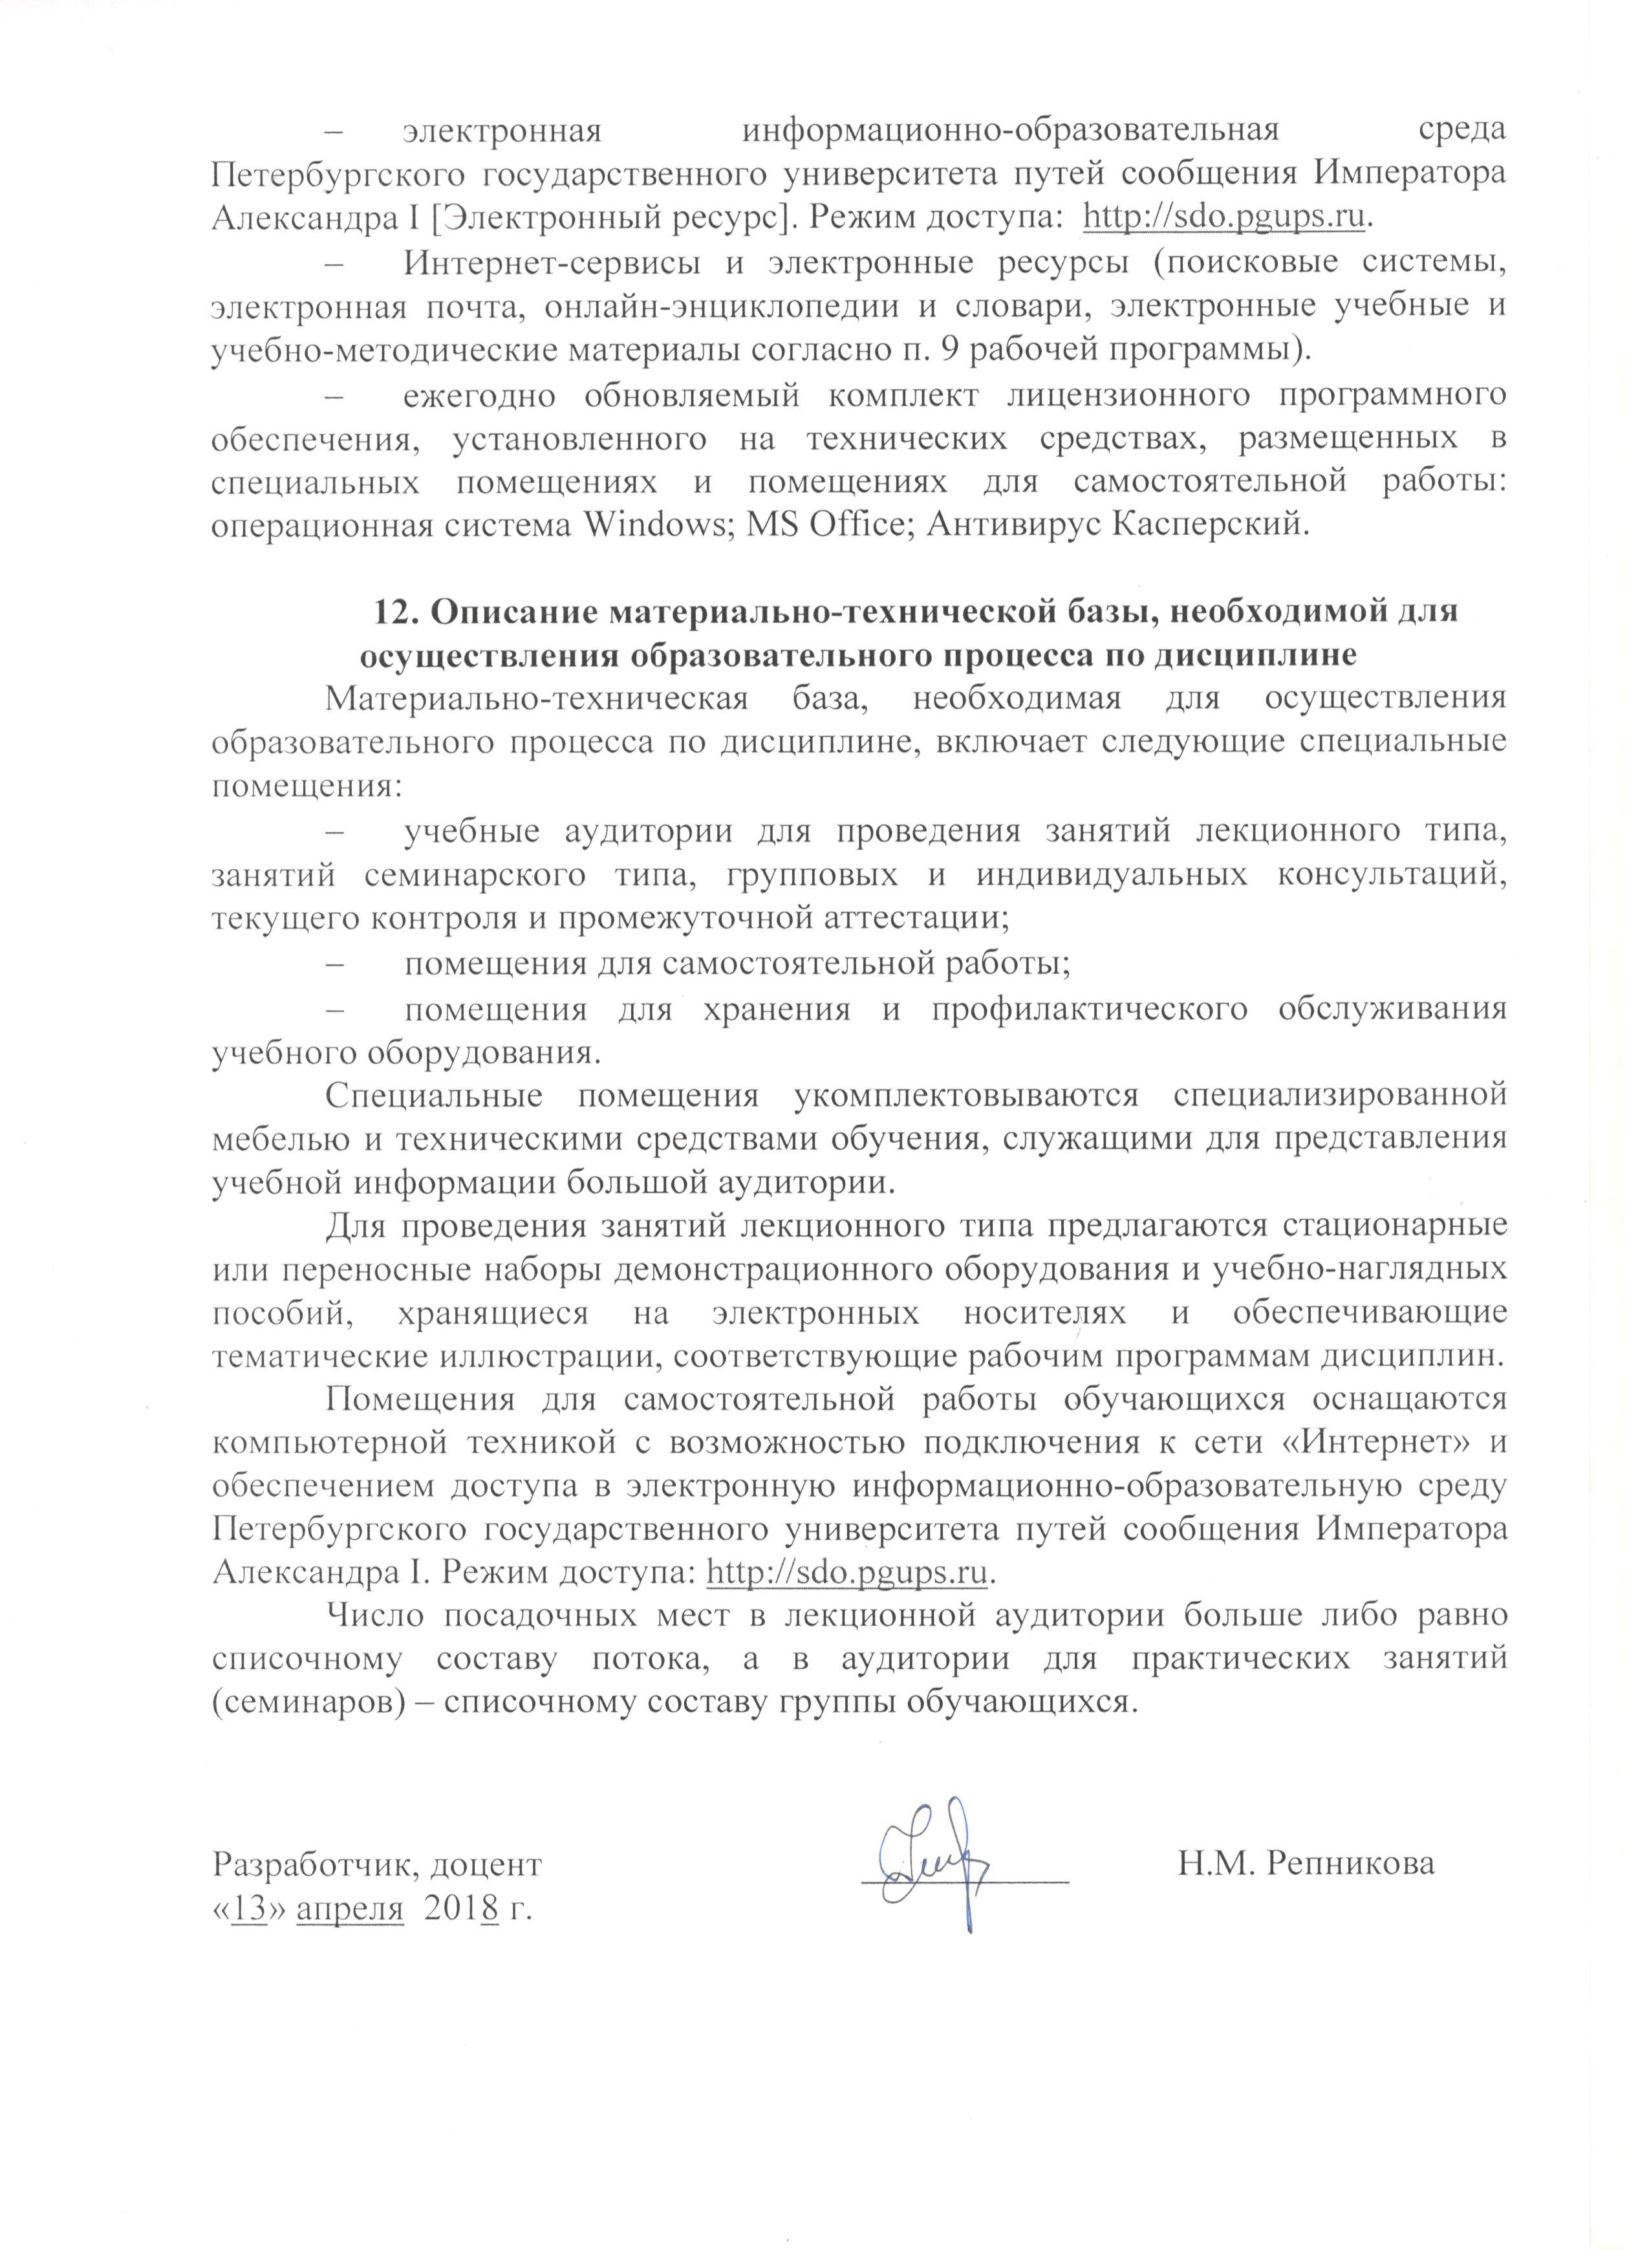 – электронная информационно-образовательная среда
Петербургского государственного университета путей сообщения Императора
Александра I [Электронный ресурс]. Режим доступа: http://sdo.pgups.ru.
– Интернет-сервисы и электронные ресурсы (поисковые системы,
электронная почта, онлайн-энциклопедии и словари, электронные учебные и
учебно-методические материалы согласно п. 9 рабочей программы).
– ежегодно обновляемый комплект лицензионного программного
обеспечения, установленного на технических средствах, размещенных в
специальных помещениях и помещениях для самостоятельной работы:
операционная система Windows; MS Office; Антивирус Касперский.
12. Описание материально-технической базы, необходимой для
осуществления образовательного процесса по дисциплине
Материально-техническая база, необходимая для осуществления
образовательного процесса по дисциплине, включает следующие специальные
помещения:
– учебные аудитории для проведения занятий лекционного типа,
занятий семинарского типа, групповых и индивидуальных консультаций,
текущего контроля и промежуточной аттестации;
– помещения для самостоятельной работы;
– помещения для хранения и профилактического обслуживания
учебного оборудования.
Специальные помещения укомплектовываются специализированной
мебелью и техническими средствами обучения, служащими для представления
учебной информации большой аудитории.
Для проведения занятий лекционного типа предлагаются стационарные
или переносные наборы демонстрационного оборудования и учебно-наглядных
пособий, хранящиеся на электронных носителях и обеспечивающие
тематические иллюстрации, соответствующие рабочим программам дисциплин.
Помещения для самостоятельной работы обучающихся оснащаются
компьютерной техникой с возможностью подключения к сети «Интернет» и
обеспечением доступа в электронную информационно-образовательную среду
Петербургского государственного университета путей сообщения Императора
Александра I. Режим доступа: http://sdo.pgups.ru.
Число посадочных мест в лекционной аудитории больше либо равно
списочному составу потока, а в аудитории для практических занятий
(семинаров) – списочному составу группы обучающихся.
Разработчик, доцент Н.М. Репникова
«13» апреля 2018 г.